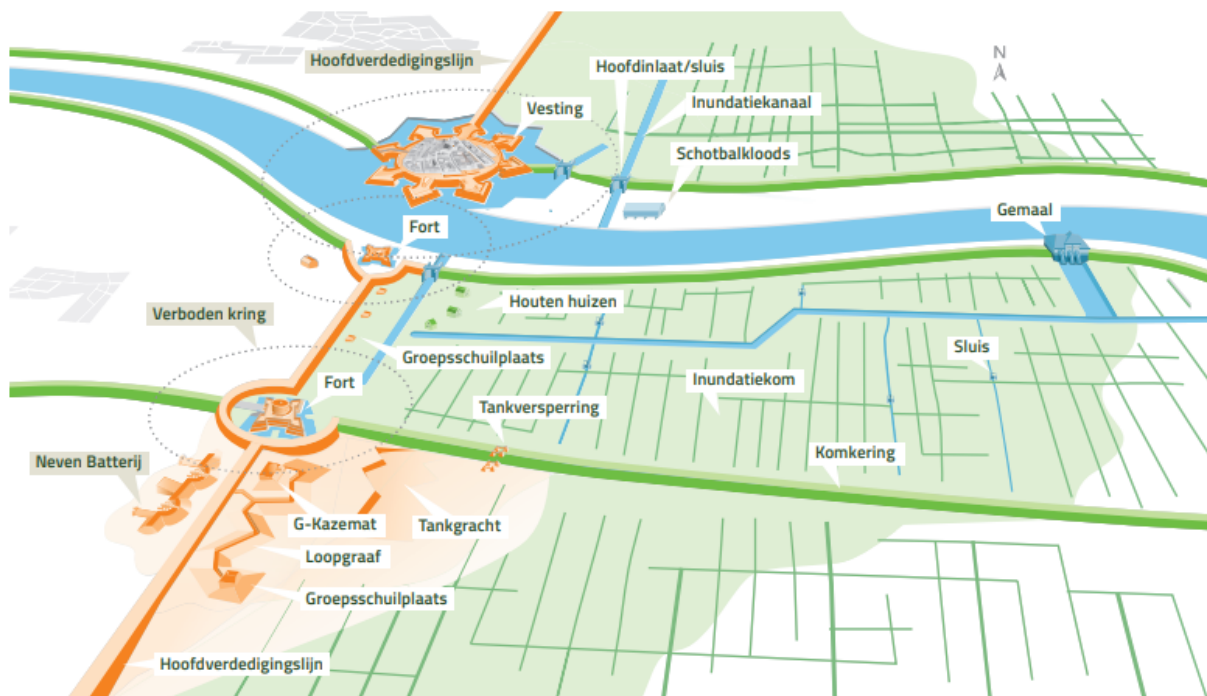 Hoofdverdedigingslijn
Hoofdinlaat/sluis
N
Vesting
Inundatiekanaal
Schotbalkloods
Fort
Gemaal
Verboden kring
Houten huizen
Groepsschuilplaats
Sluis
Fort
Inundatiekom
Tankversperring
Komkering
Neven Batterij
G-Kazemat
Tankgracht
Loopgraaf
Groepsschuilplaats
Hoofdverdedigingslijn